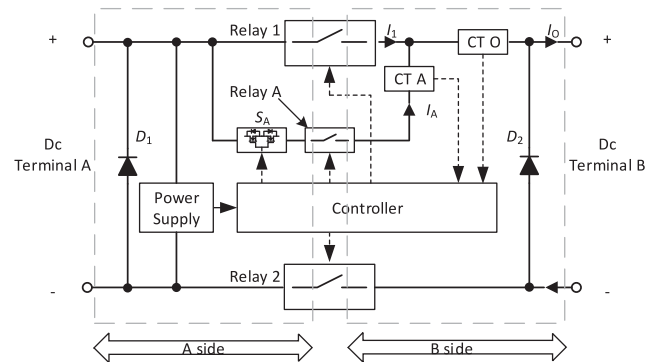 +
Relay 1
I1
CT O
IO
+
CT A
Relay A
SA
IA
D1
D2
Dc
Terminal A
Dc
Terminal B
Power
Supply
Controller
-
Relay 2
-
A side
B side